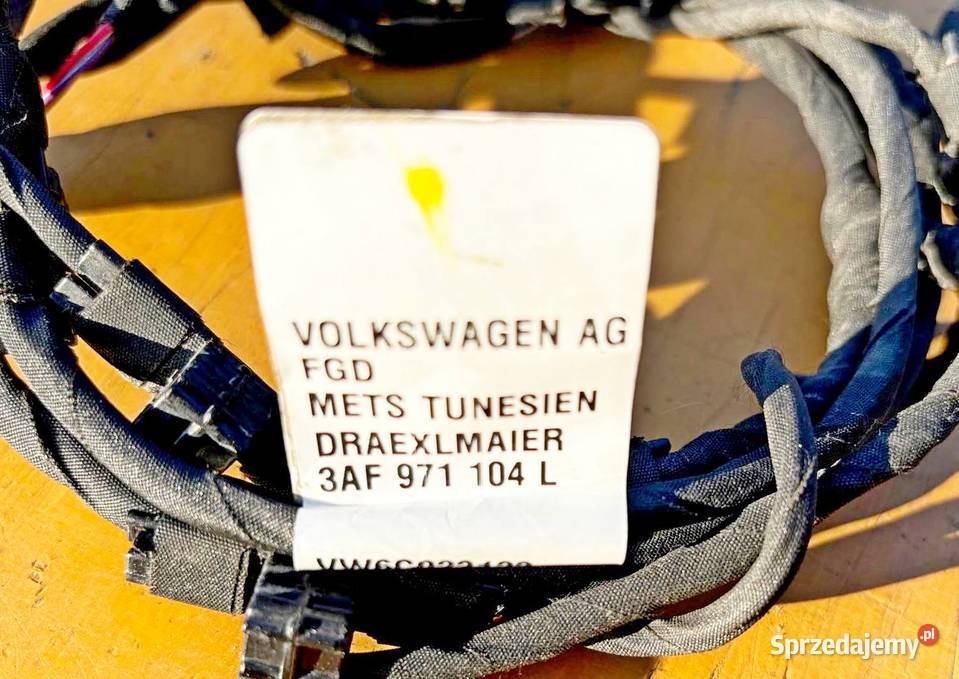 VOLKSWAGEN AG
FGD
METS TUNESIEN
DRAEXLMAIER
3AF 971 104 L
Sprzedajemy.pl